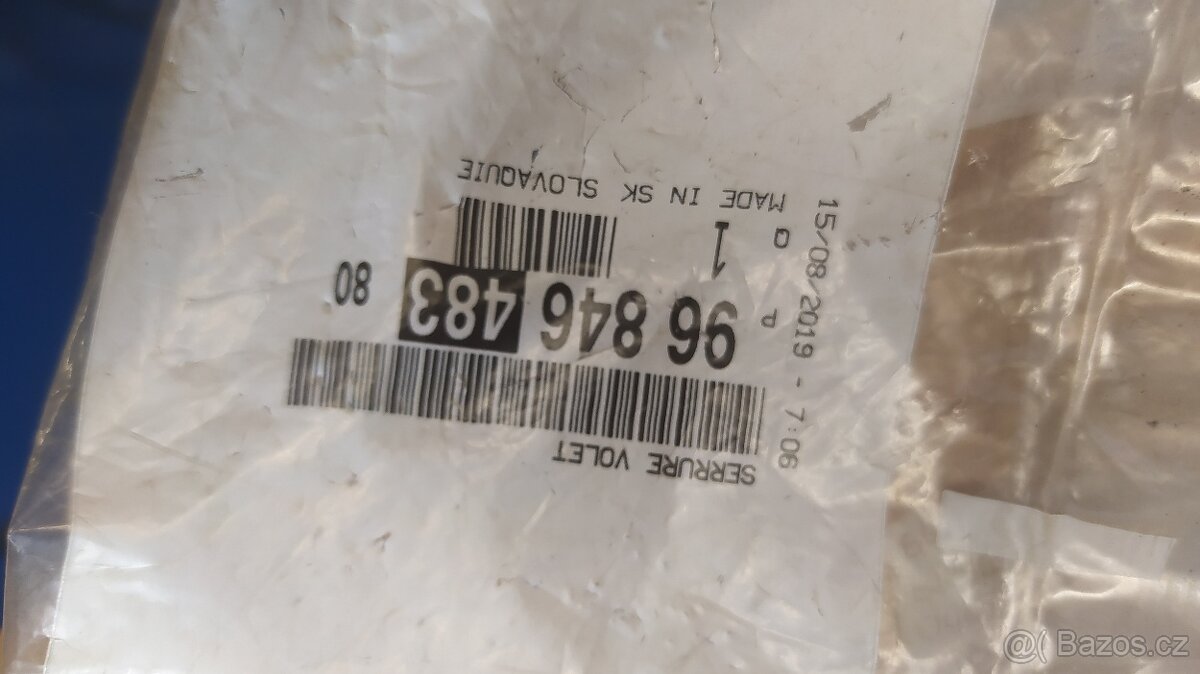 MADE IN SK SLOVAQUIE
Q 1
P 96 846 483 80
SERRURE VOLET
15/08/2019 - 7:06
@( Bazos.cz